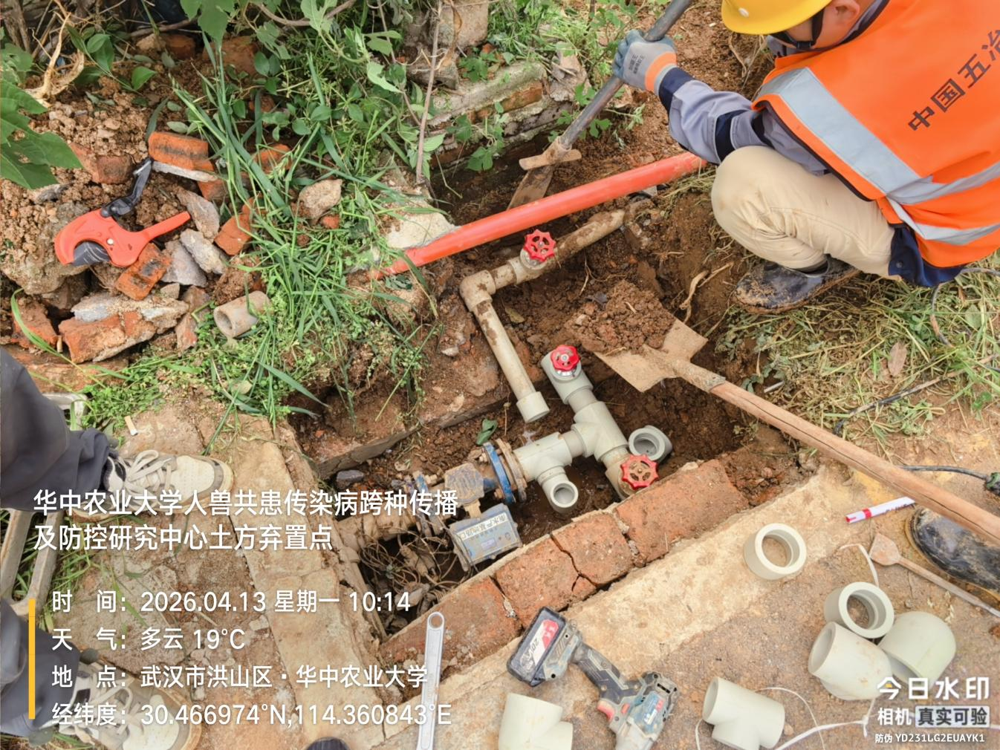 中国五冶
华中农业大学人兽共患传染病跨种传播
及防控研究中心土方弃置点
时 间：2026.04.13 星期一 10:14
天 气：多云 19°C
地 点：武汉市洪山区·华中农业大学
经纬度：30.466974°N,114.360843°E
今日水印
相机 真实可验
防伪 YD231LG2EUAYK1